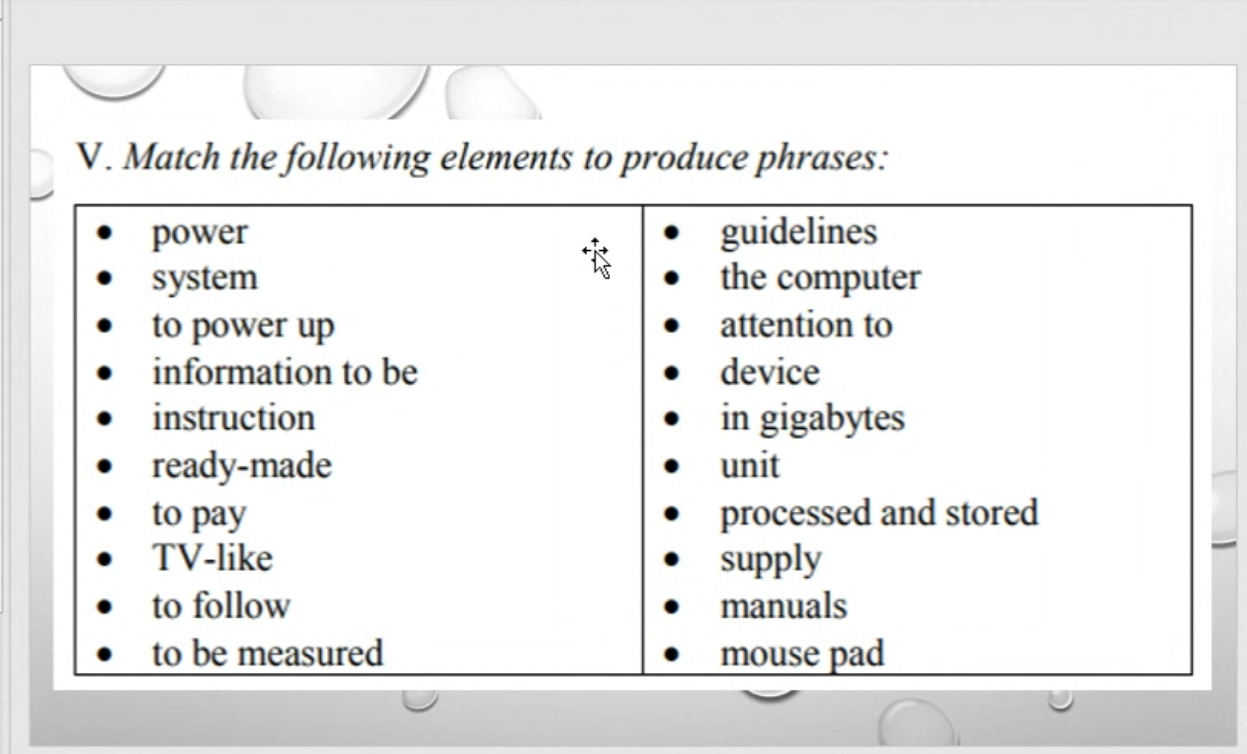 V. Match the following elements to produce phrases:
• power
• system
• to power up
• information to be
• instruction
• ready-made
• to pay
• TV-like
• to follow
• to be measured
• guidelines
• the computer
• attention to
• device
• in gigabytes
• unit
• processed and stored
• supply
• manuals
• mouse pad